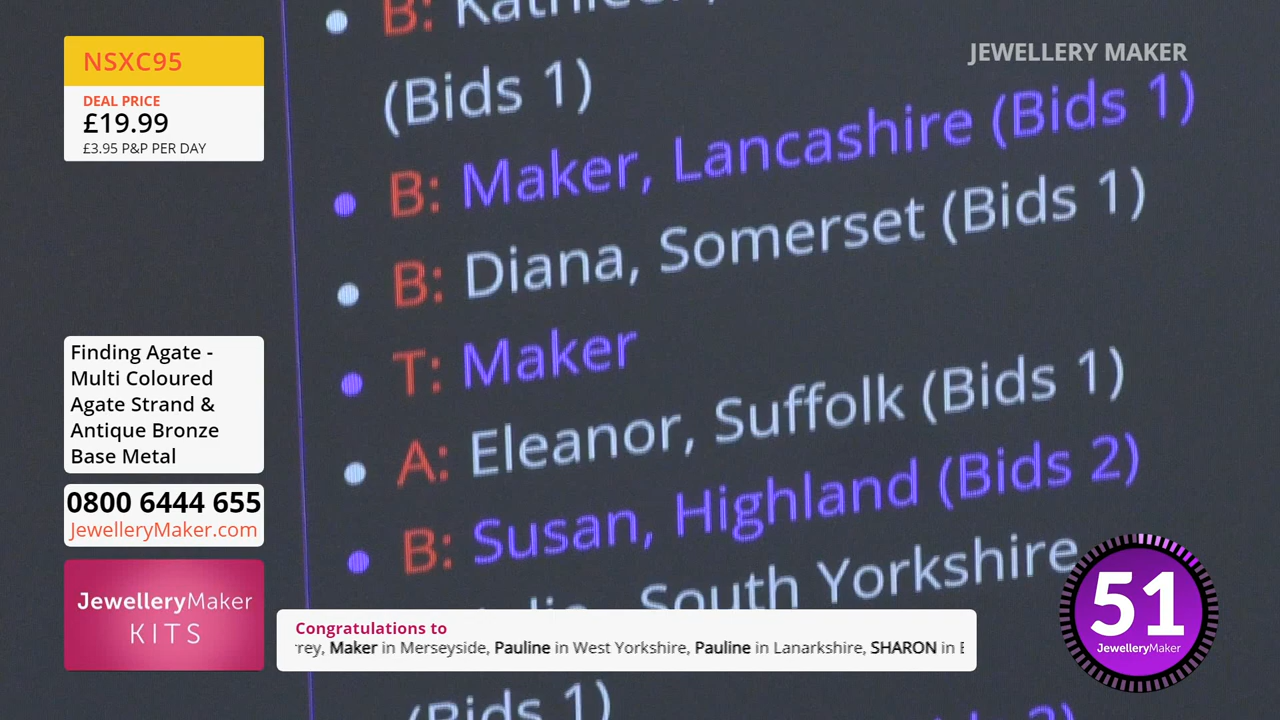 NSXC95
DEAL PRICE
£19.99
£3.95 P&P PER DAY
JEWELLERY MAKER
B:
(Bids 1)
B: Maker, Lancashire (Bids 1)
B: Diana, Somerset (Bids 1)
T: Maker
A: Eleanor, Suffolk (Bids 1)
B: Susan, Highland (Bids 2)
South Yorkshire
(Bids 1)
Finding Agate -
Multi Coloured
Agate Strand &
Antique Bronze
Base Metal
0800 6444 655
JewelleryMaker.com
JewelleryMaker
KITS
Congratulations to
rey, Maker in Merseyside, Pauline in West Yorkshire, Pauline in Lanarkshire, SHARON in
51
JewelleryMaker